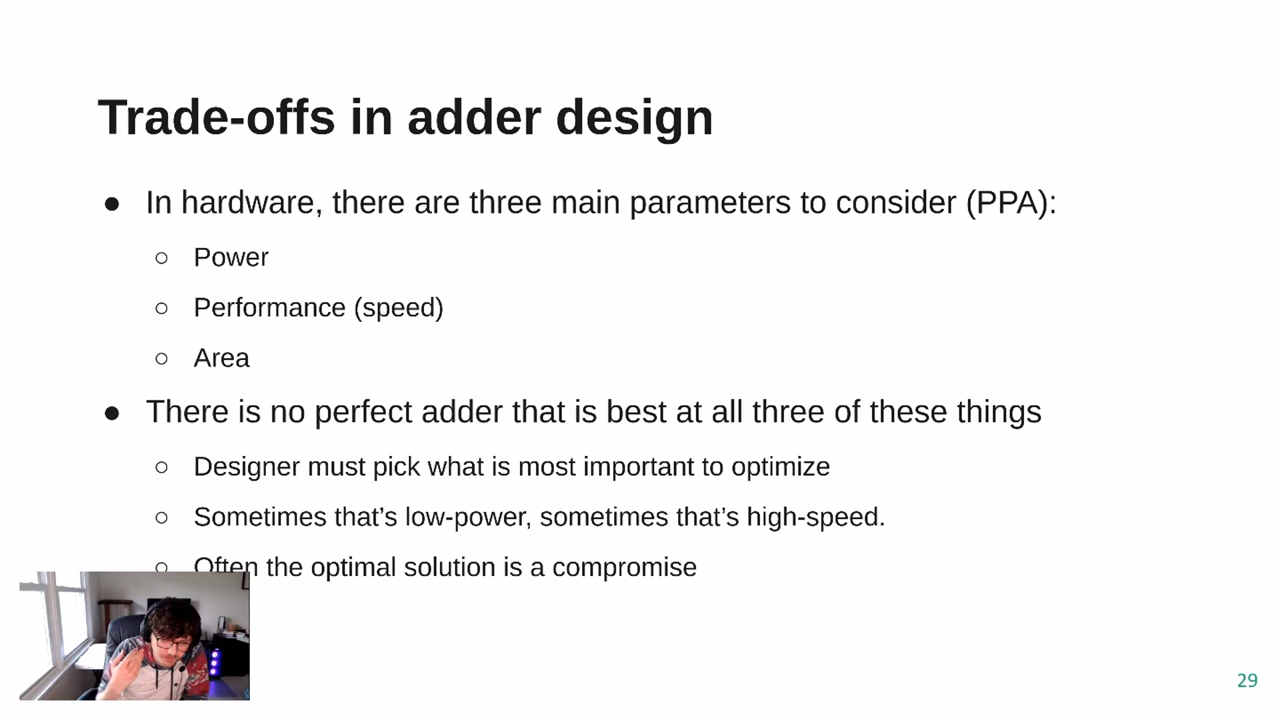 Trade-offs in adder design
● In hardware, there are three main parameters to consider (PPA):
○ Power
○ Performance (speed)
○ Area
● There is no perfect adder that is best at all three of these things
○ Designer must pick what is most important to optimize
○ Sometimes that’s low-power, sometimes that’s high-speed.
○ Often the optimal solution is a compromise
29